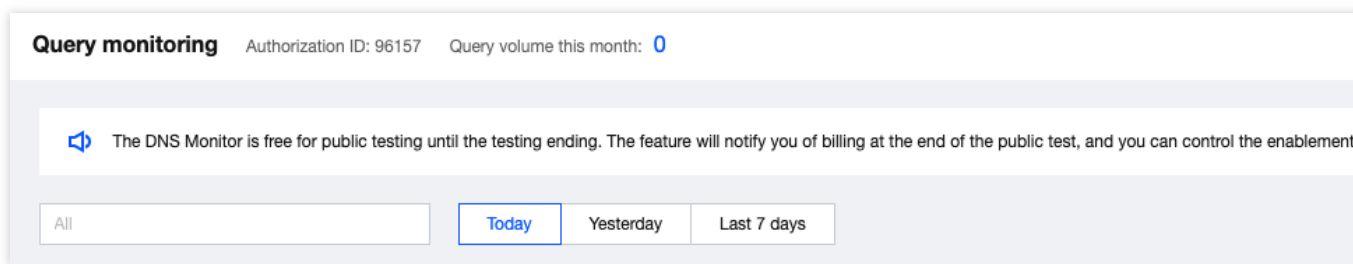 Query monitoring Authorization ID: 96157 Query volume this month: 0
The DNS Monitor is free for public testing until the testing ending. The feature will notify you of billing at the end of the public test, and you can control the enablement
All Today Yesterday Last 7 days